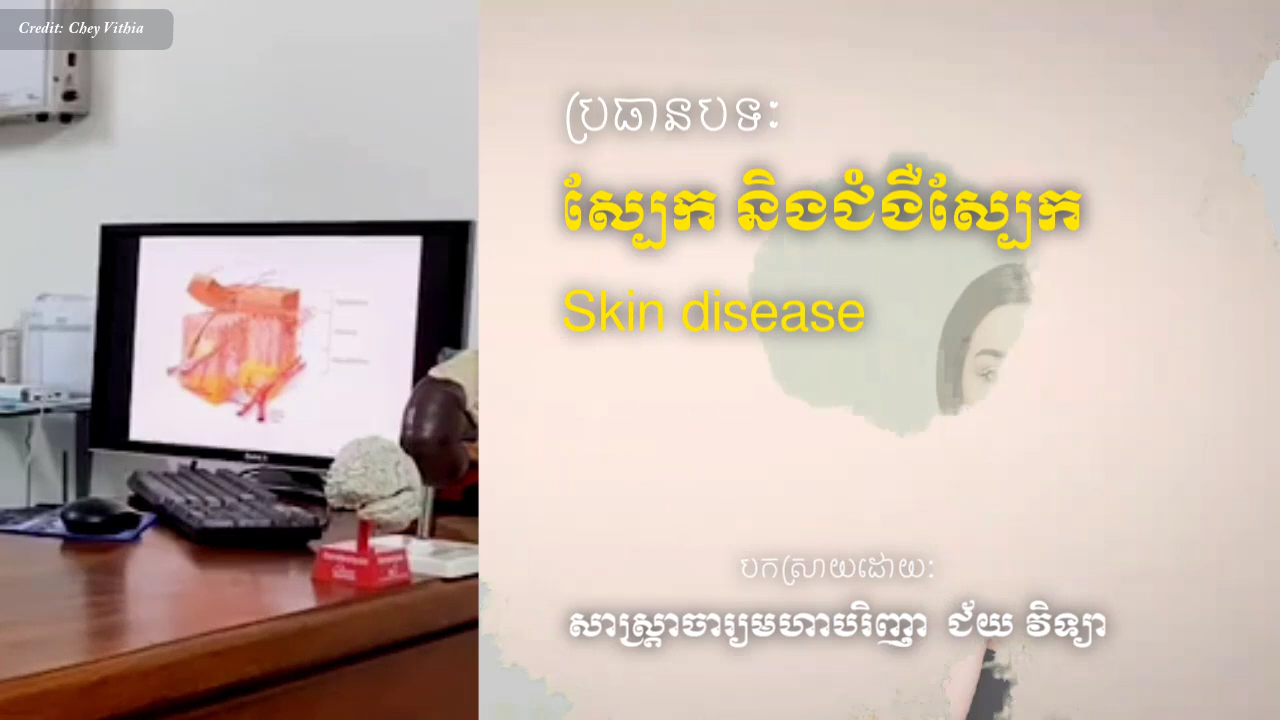 Credit: Chey Vithia
ប្រធានបទៈ
ស្បែក និងជំងឺស្បែក
Skin disease
បកស្រាយដោយ:
សាស្ត្រាចារ្យមហាបរិញ្ញា ជ័យ វិទ្យា